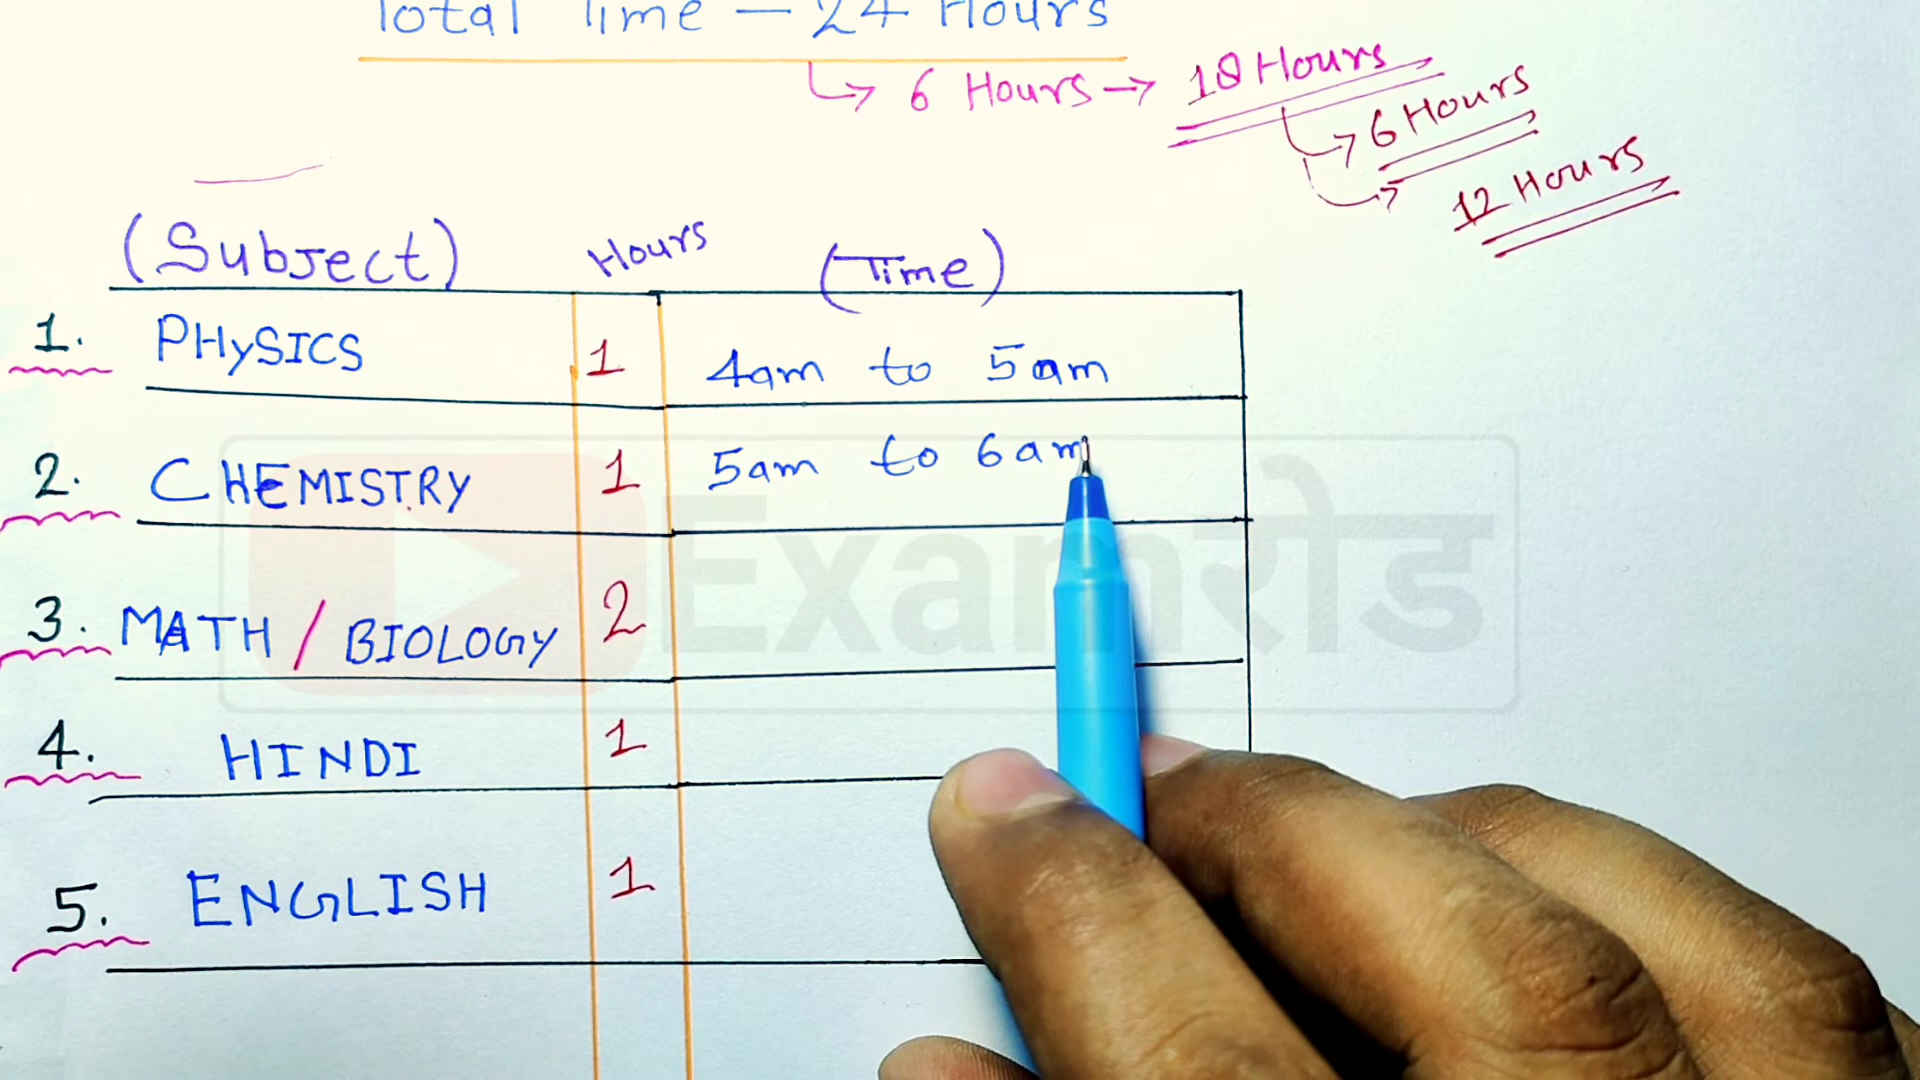 Total Time - 24 Hours
↳ 6 Hours → 18 Hours
↳ 6 Hours
↳ 12 Hours
(Subject) Hours (Time)
1. PHYSICS 1 4am to 5am
2. CHEMISTRY 1 5am to 6am
3. MATH / BIOLOGY 2
4. HINDI 1
5. ENGLISH 1
Examरोड